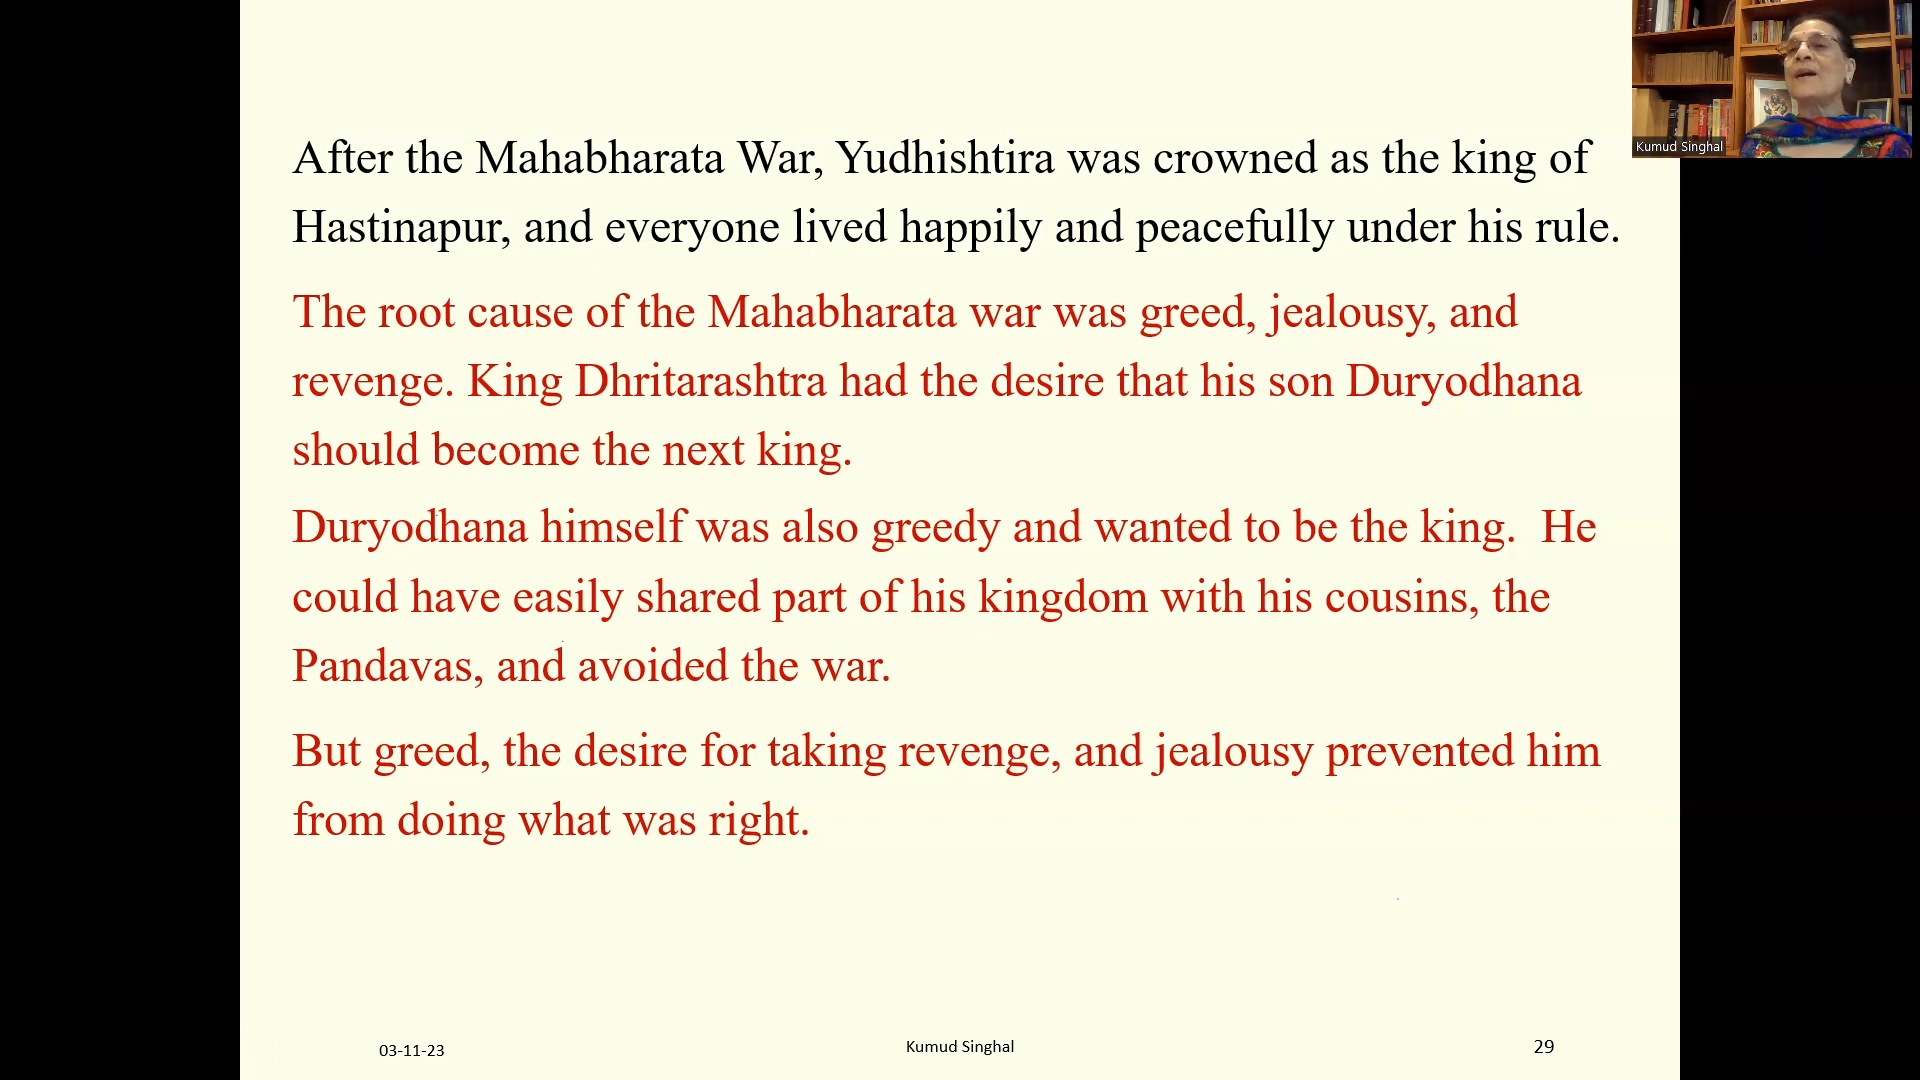 After the Mahabharata War, Yudhishtira was crowned as the king of
Hastinapur, and everyone lived happily and peacefully under his rule.
The root cause of the Mahabharata war was greed, jealousy, and
revenge. King Dhritarashtra had the desire that his son Duryodhana
should become the next king.
Duryodhana himself was also greedy and wanted to be the king.  He
could have easily shared part of his kingdom with his cousins, the
Pandavas, and avoided the war.
But greed, the desire for taking revenge, and jealousy prevented him
from doing what was right.
Kumud Singhal
03-11-23
Kumud Singhal
29